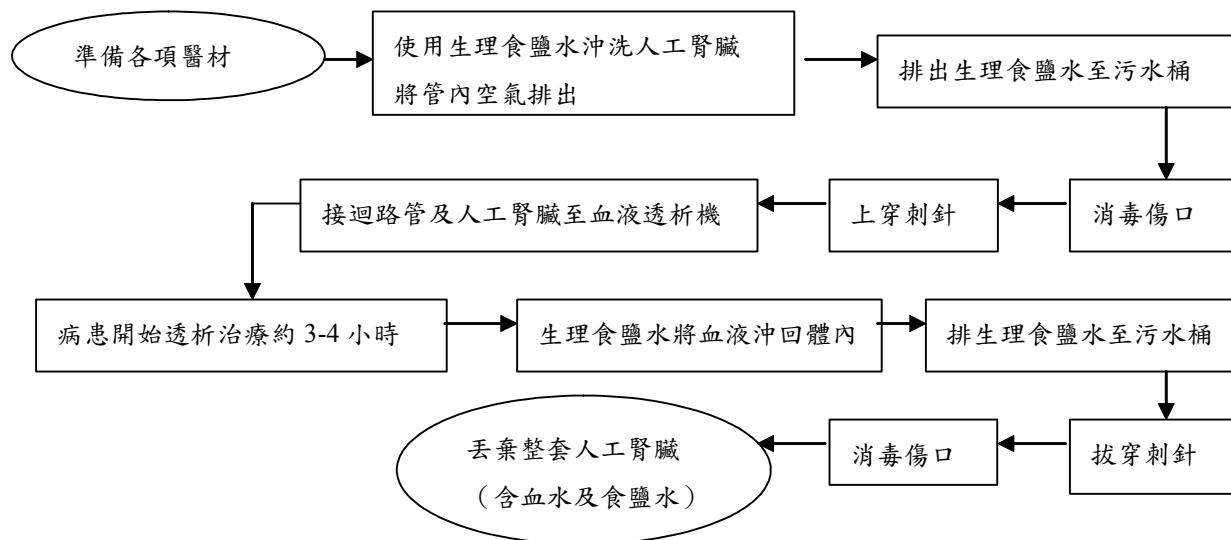 準備各項醫材
使用生理食鹽水沖洗人工腎臟
將管內空氣排出
排出生理食鹽水至污水桶
消毒傷口
上穿刺針
接迴路管及人工腎臟至血液透析機
病患開始透析治療約 3-4 小時
生理食鹽水將血液沖回體內
排生理食鹽水至污水桶
拔穿刺針
消毒傷口
丟棄整套人工腎臟
（含血水及食鹽水）